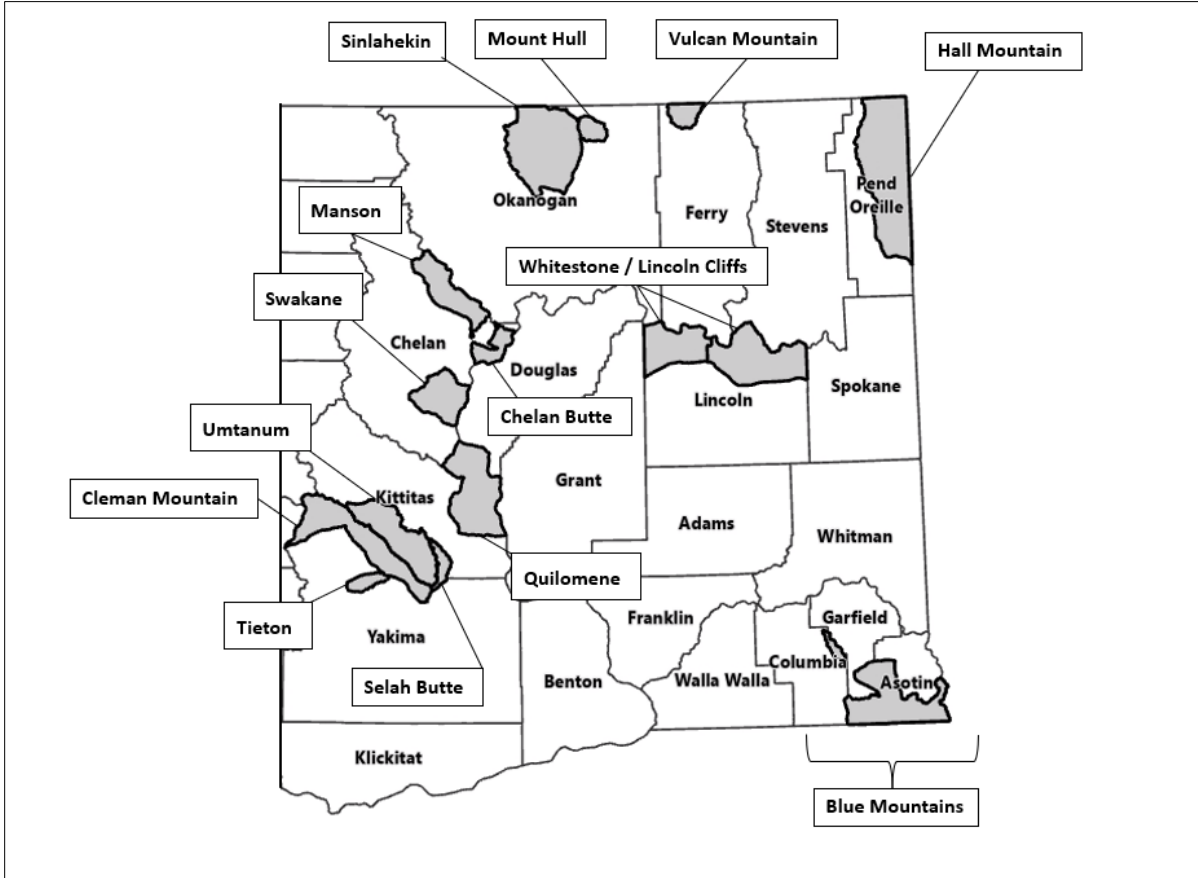 Sinlahekin
Mount Hull
Vulcan Mountain
Hall Mountain
Manson
Okanogan
Ferry
Stevens
Pend
Oreille
Whitestone / Lincoln Cliffs
Swakane
Chelan
Douglas
Lincoln
Spokane
Umtanum
Chelan Butte
Cleman Mountain
Kittitas
Grant
Adams
Whitman
Quilomene
Tieton
Yakima
Franklin
Garfield
Selah Butte
Benton
Walla Walla
Columbia
Asotin
Klickitat
Blue Mountains